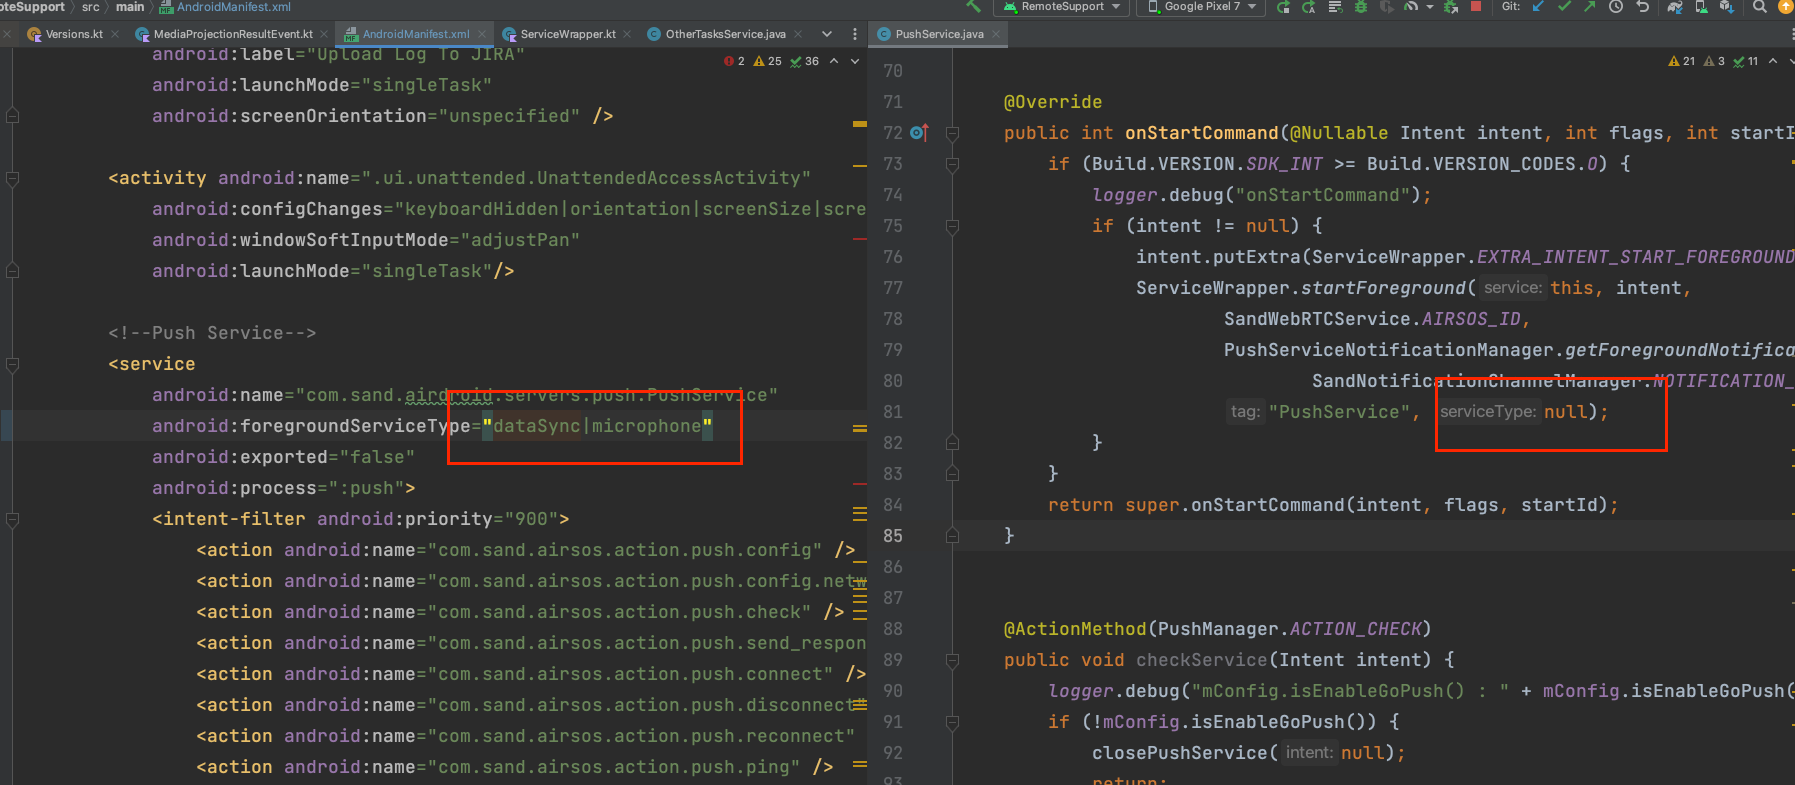 oteSupport › src › main › AndroidManifest.xml
RemoteSupport
Google Pixel 7
Git:
Versions.kt
MediaProjectionResultEvent.kt
AndroidManifest.xml
ServiceWrapper.kt
OtherTasksService.java
PushService.java
2 25 36
android:label="Upload Log To JIRA"
android:launchMode="singleTask"
android:screenOrientation="unspecified" />
<activity android:name=".ui.unattended.UnattendedAccessActivity"
android:configChanges="keyboardHidden|orientation|screenSize|scre
android:windowSoftInputMode="adjustPan"
android:launchMode="singleTask"/>
<!--Push Service-->
<service
android:name="com.sand.airdroid.servers.push.PushService"
android:foregroundServiceType="dataSync|microphone"
android:exported="false"
android:process=":push">
<intent-filter android:priority="900">
<action android:name="com.sand.airsos.action.push.config" />
<action android:name="com.sand.airsos.action.push.config.netw
<action android:name="com.sand.airsos.action.push.check" />
<action android:name="com.sand.airsos.action.push.send_respon
<action android:name="com.sand.airsos.action.push.connect" />
<action android:name="com.sand.airsos.action.push.disconnect"
<action android:name="com.sand.airsos.action.push.reconnect"
<action android:name="com.sand.airsos.action.push.ping" />
21 3 11
70
71 @Override
72 public int onStartCommand(@Nullable Intent intent, int flags, int startI
73 if (Build.VERSION.SDK_INT >= Build.VERSION_CODES.O) {
74 logger.debug("onStartCommand");
75 if (intent != null) {
76 intent.putExtra(ServiceWrapper.EXTRA_INTENT_START_FOREGROUND
77 ServiceWrapper.startForeground( service: this, intent,
78 SandWebRTCService.AIRSOS_ID,
79 PushServiceNotificationManager.getForegroundNotifica
80 SandNotificationChannelManager.NOTIFICATION_
81 tag: "PushService", serviceType: null);
82 }
83 }
84 return super.onStartCommand(intent, flags, startId);
85 }
86
87
88 @ActionMethod(PushManager.ACTION_CHECK)
89 public void checkService(Intent intent) {
90 logger.debug("mConfig.isEnableGoPush() : " + mConfig.isEnableGoPush(
91 if (!mConfig.isEnableGoPush()) {
92 closePushService( intent: null);
93 return;